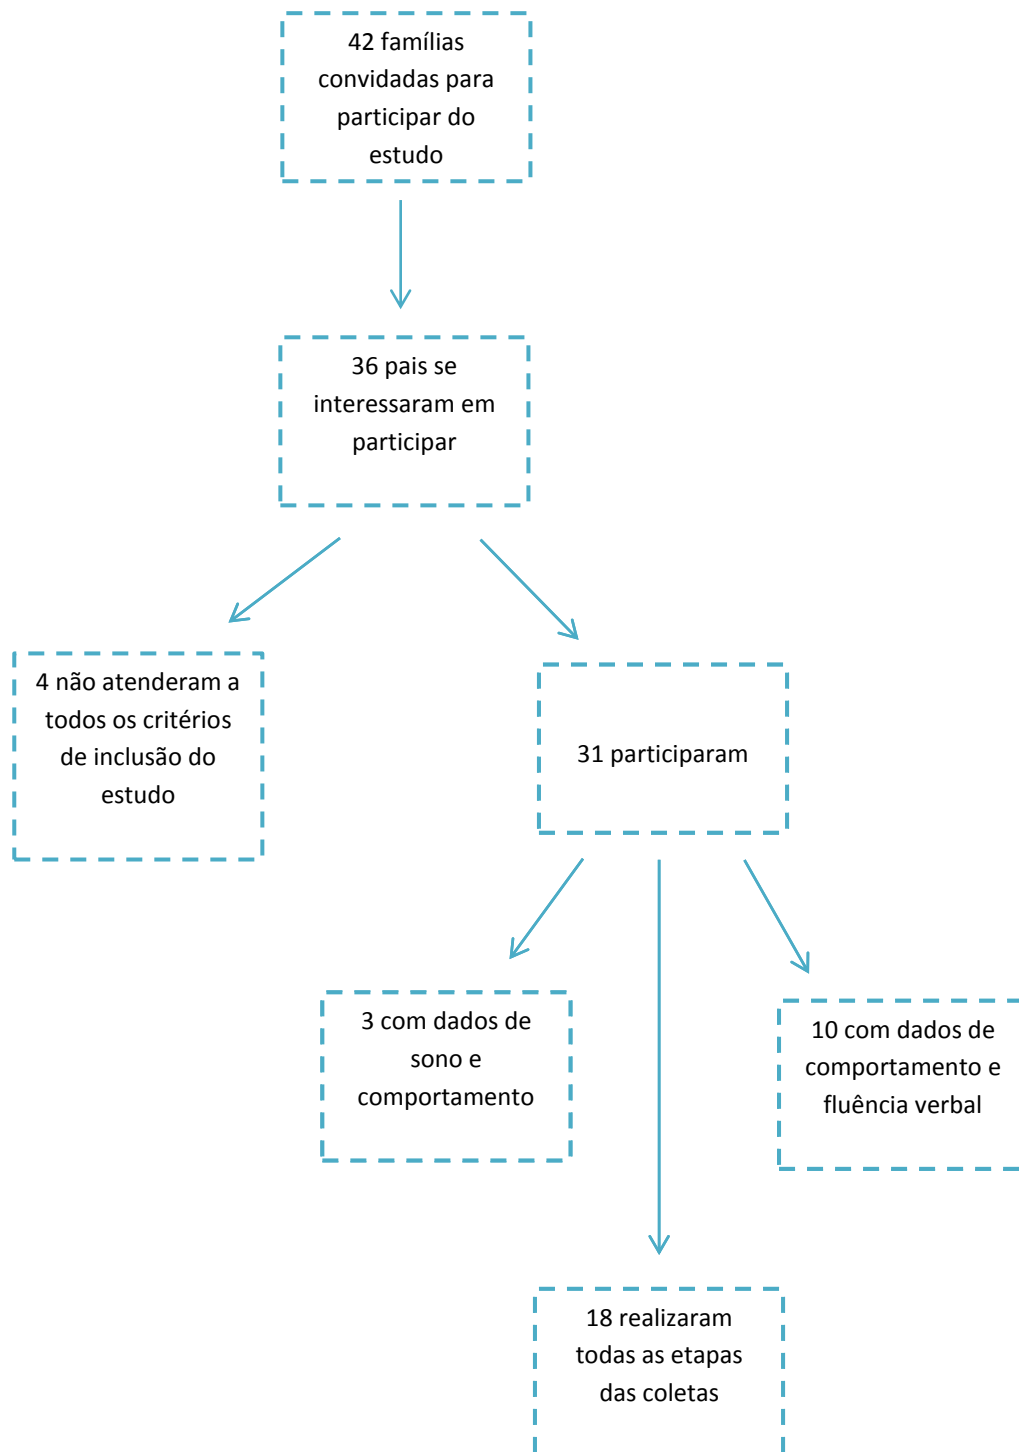 42 famílias
convidadas para
participar do
estudo
36 pais se
interessaram em
participar
4 não atenderam a
todos os critérios
de inclusão do
estudo
31 participaram
3 com dados de
sono e
comportamento
10 com dados de
comportamento e
fluência verbal
18 realizaram
todas as etapas
das coletas